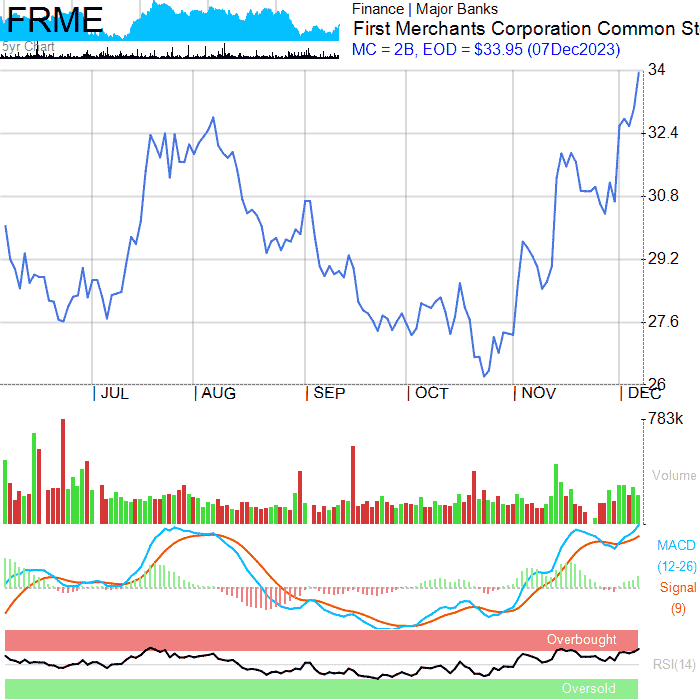 FRME
Finance | Major Banks
First Merchants Corporation Common St
5yr Chart
MC = 2B, EOD = $33.95 (07Dec2023)
34
32.4
30.8
29.2
27.6
26
JUL AUG SEP OCT NOV DEC
783k
Volume
MACD
(12-26)
Signal
(9)
Overbought
RSI(14)
Oversold